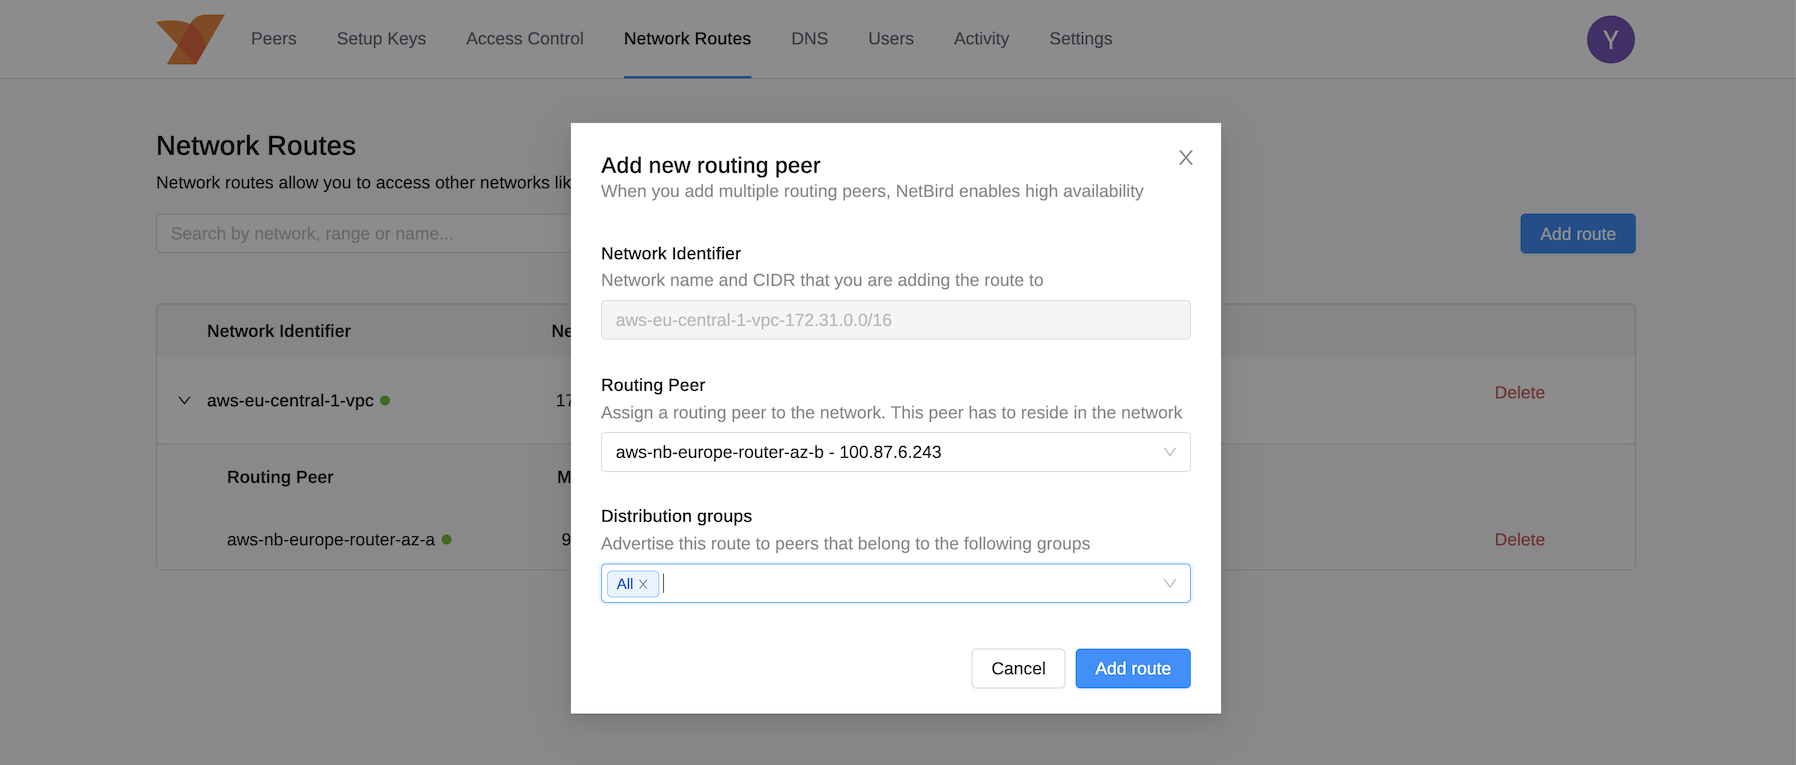 Peers Setup Keys Access Control Network Routes DNS Users Activity Settings Y
Network Routes
Network routes allow you to access other networks
Search by network, range or name...
Add route
Network Identifier
aws-eu-central-1-vpc
Delete
Routing Peer
aws-nb-europe-router-az-a
Delete
Add new routing peer
When you add multiple routing peers, NetBird enables high availability
Network Identifier
Network name and CIDR that you are adding the route to
aws-eu-central-1-vpc-172.31.0.0/16
Routing Peer
Assign a routing peer to the network. This peer has to reside in the network
aws-nb-europe-router-az-b - 100.87.6.243
Distribution groups
Advertise this route to peers that belong to the following groups
All
Cancel Add route